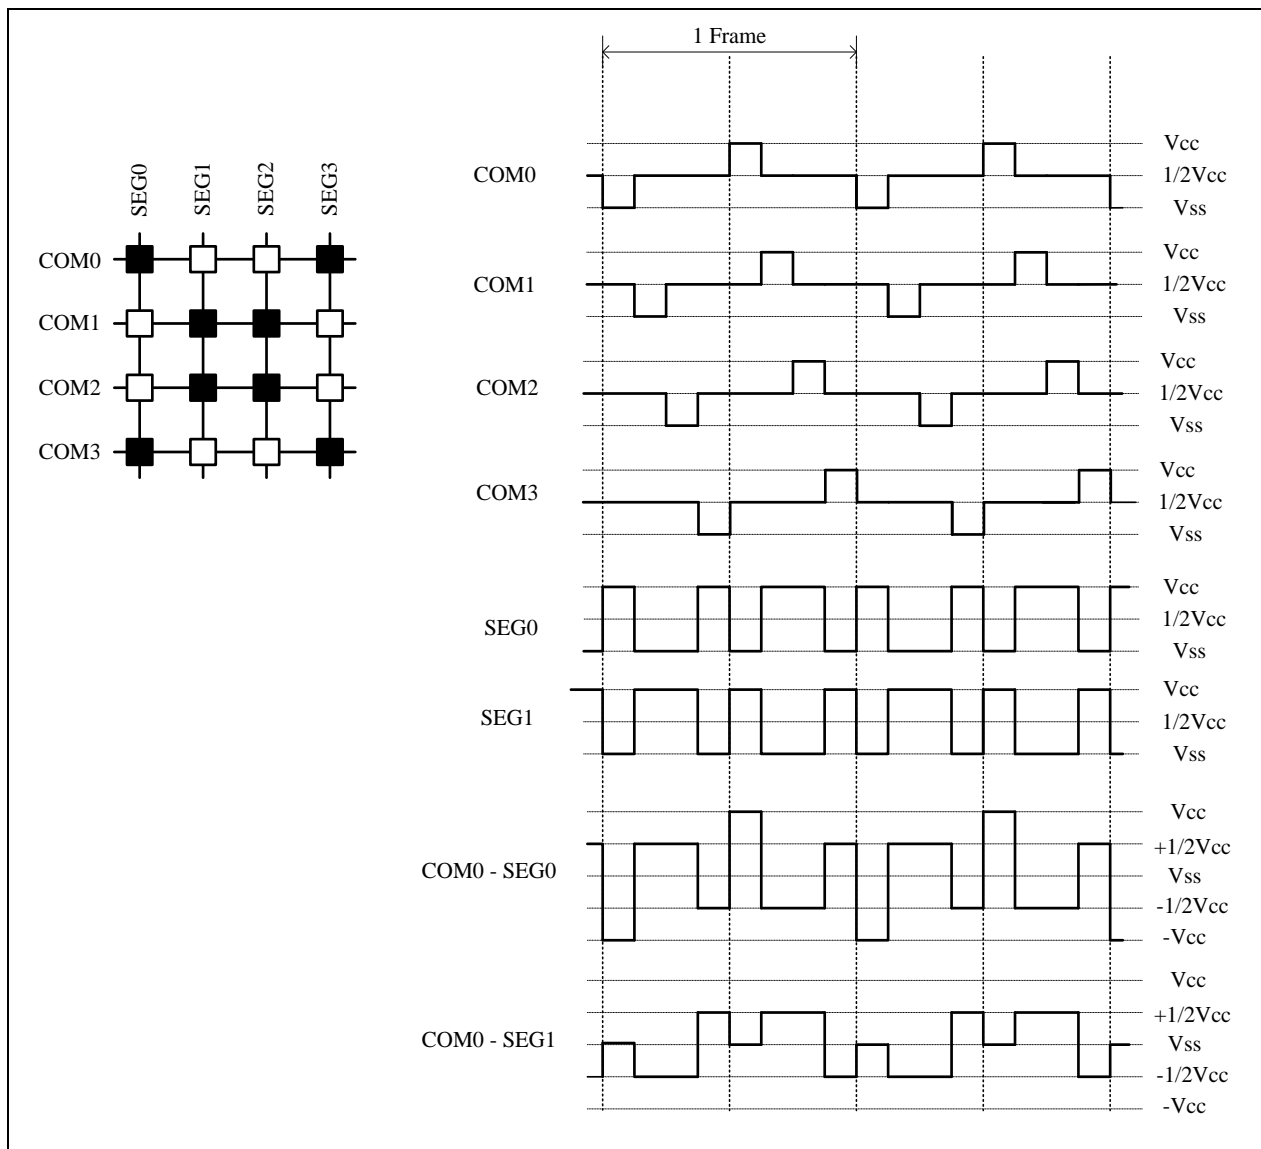 1 Frame
SEG0
SEG1
SEG2
SEG3
COM0
COM1
COM2
COM3
COM0
Vcc
1/2Vcc
Vss
COM1
Vcc
1/2Vcc
Vss
COM2
Vcc
1/2Vcc
Vss
COM3
Vcc
1/2Vcc
Vss
SEG0
Vcc
1/2Vcc
Vss
SEG1
Vcc
1/2Vcc
Vss
COM0 - SEG0
Vcc
+1/2Vcc
Vss
-1/2Vcc
-Vcc
COM0 - SEG1
Vcc
+1/2Vcc
Vss
-1/2Vcc
-Vcc